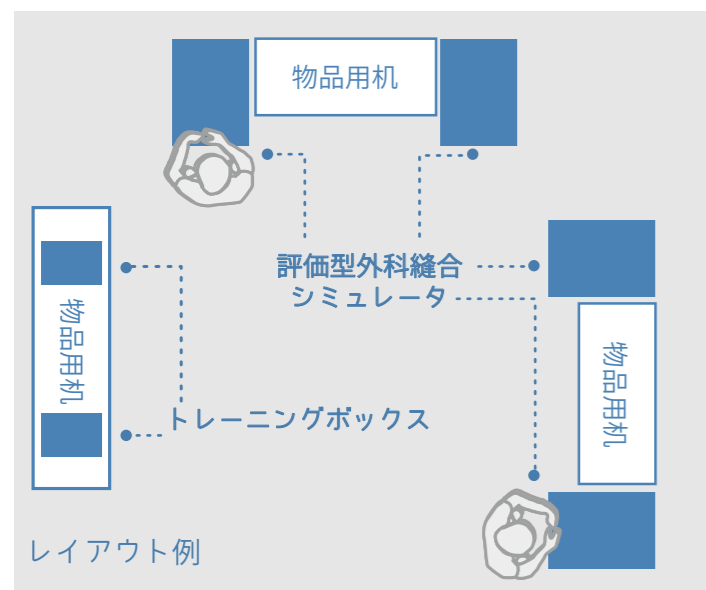 物品用机
評価型外科縫合
シミュレータ
物品用机
物品用机
トレーニングボックス
レイアウト例